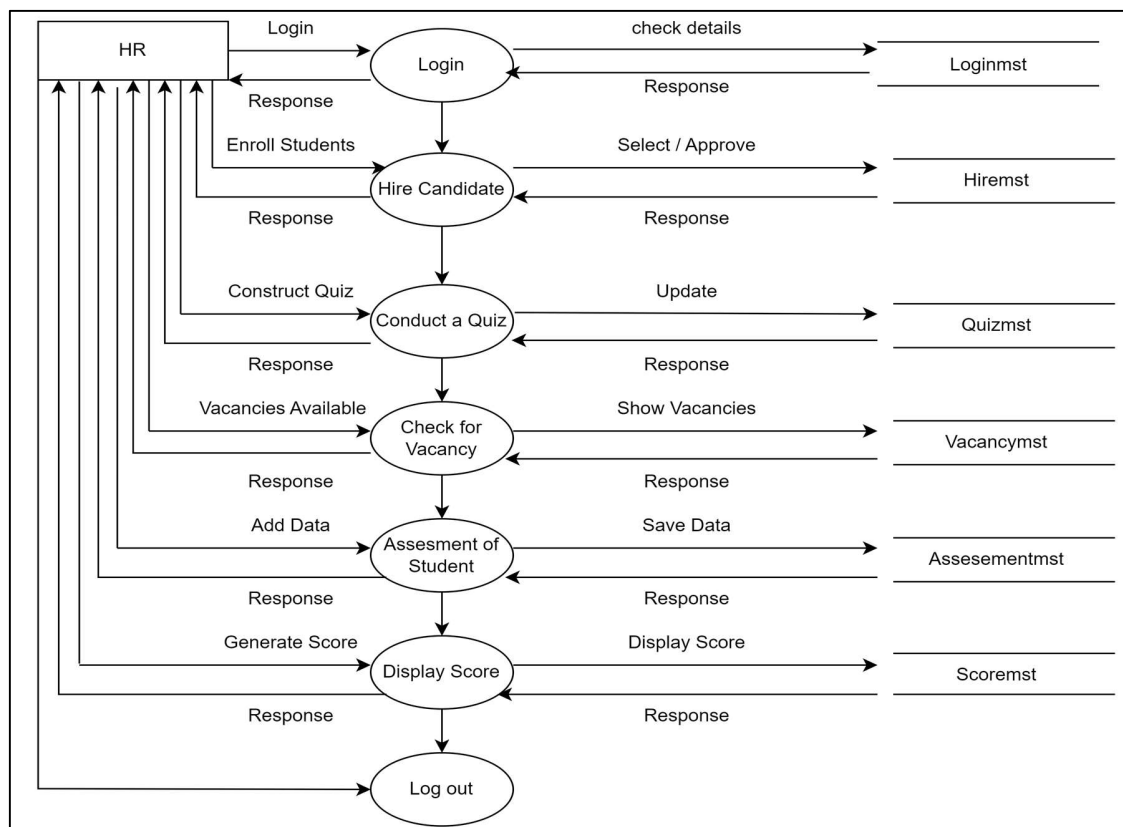 HR
Login
Login
check details
Loginmst
Response
Response
Enroll Students
Hire Candidate
Select / Approve
Hiremst
Response
Response
Construct Quiz
Conduct a Quiz
Update
Quizmst
Response
Response
Vacancies Available
Check for
Vacancy
Show Vacancies
Vacancymst
Response
Response
Add Data
Assesment of
Student
Save Data
Assesementmst
Response
Response
Generate Score
Display Score
Display Score
Scoremst
Response
Response
Log out